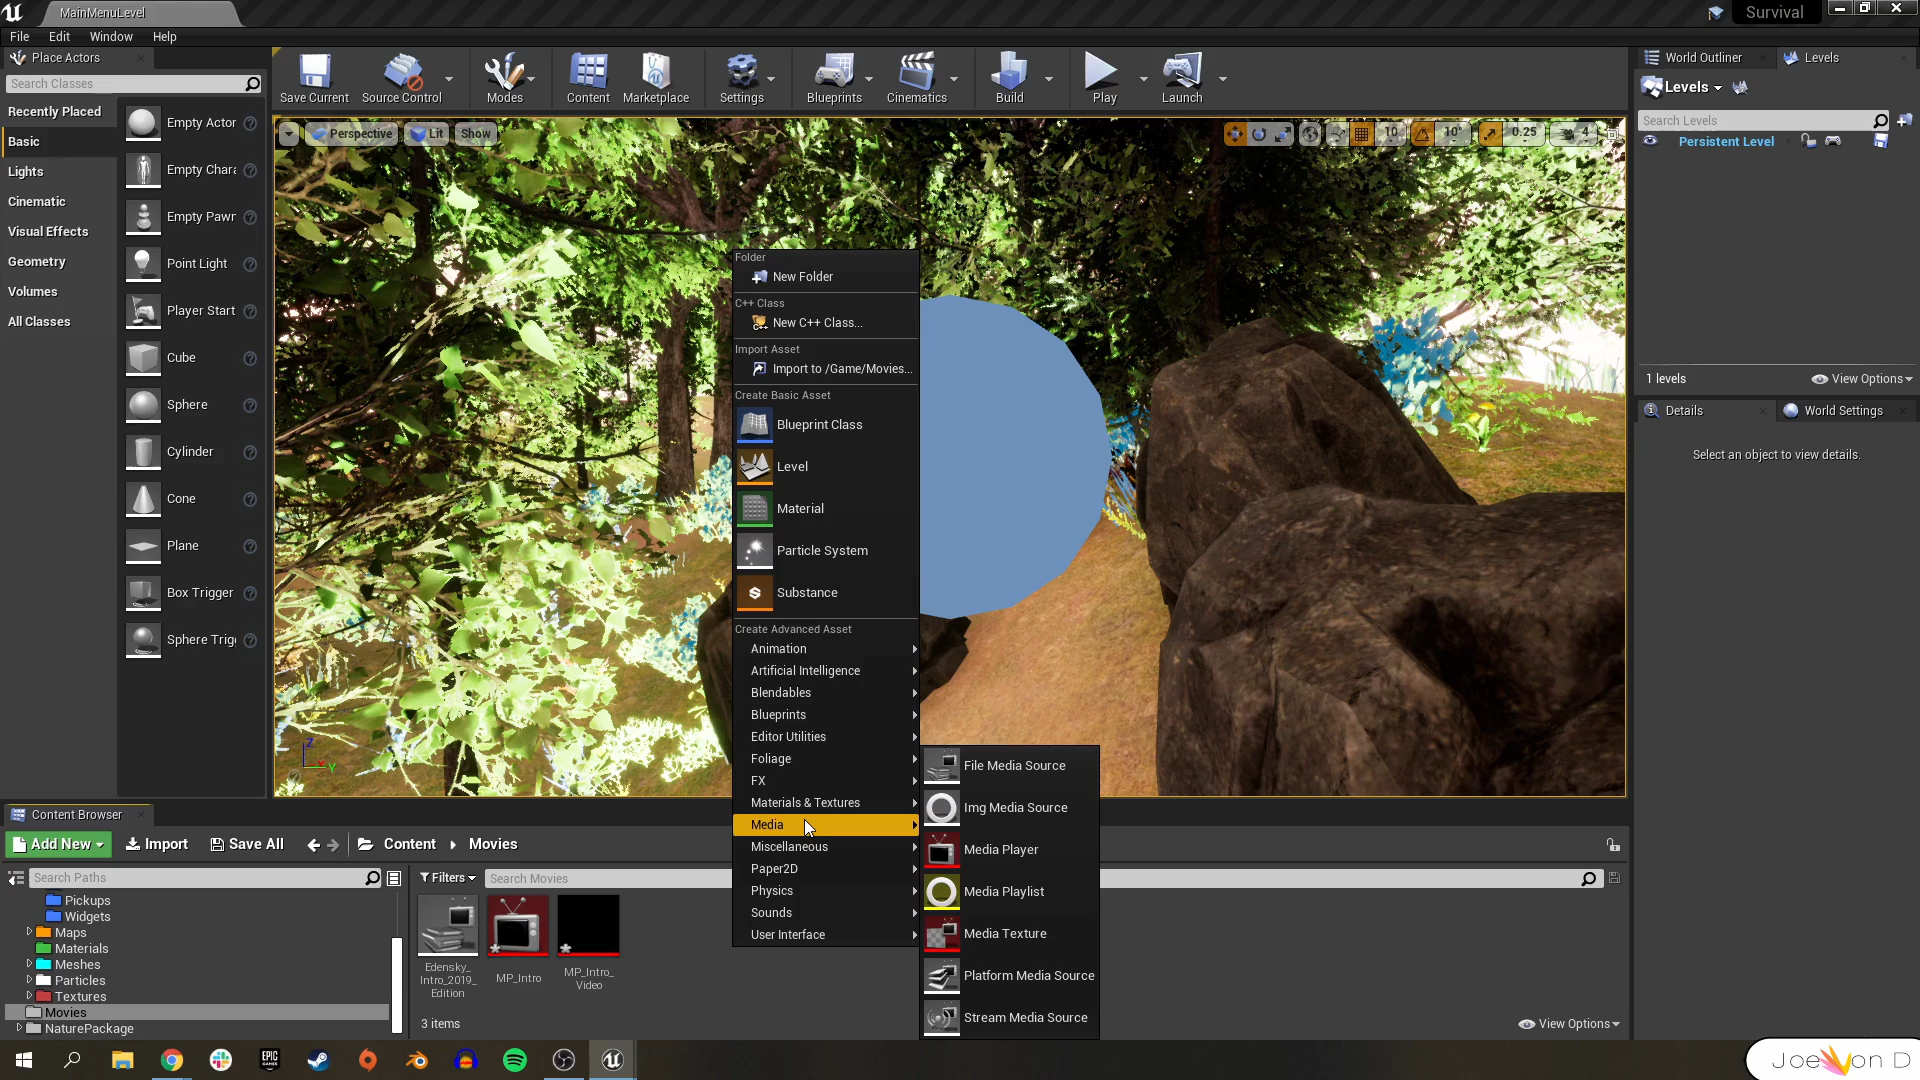 MainMenuLevel
Survival
File Edit Window Help
Place Actors
Search Classes
Recently Placed
Basic
Lights
Cinematic
Visual Effects
Geometry
Volumes
All Classes
Empty Actor
Empty Chara
Empty Pawn
Point Light
Player Start
Cube
Sphere
Cylinder
Cone
Plane
Box Trigger
Sphere Trig
Save Current
Source Control
Modes
Content
Marketplace
Settings
Blueprints
Cinematics
Build
Play
Launch
Perspective
Lit
Show
10
10°
0.25
4
Z
X
Y
Folder
New Folder
C++ Class
New C++ Class...
Import Asset
Import to /Game/Movies...
Create Basic Asset
Blueprint Class
Level
Material
Particle System
Substance
Create Advanced Asset
Animation
Artificial Intelligence
Blendables
Blueprints
Editor Utilities
Foliage
FX
Materials & Textures
Media
Miscellaneous
Paper2D
Physics
Sounds
User Interface
File Media Source
Img Media Source
Media Player
Media Playlist
Media Texture
Platform Media Source
Stream Media Source
World Outliner
Levels
Levels
Search Levels
Persistent Level
1 levels
View Options
Details
World Settings
Select an object to view details.
Content Browser
Add New
Import
Save All
Content
Movies
Search Paths
Filters
Search Movies
Pickups
Widgets
Maps
Materials
Meshes
Particles
Textures
Movies
NaturePackage
Edensky_
Intro_2019_
Edition
MP_Intro
MP_Intro_
Video
3 items
View Options
EPIC
GAMES
Joe Von D